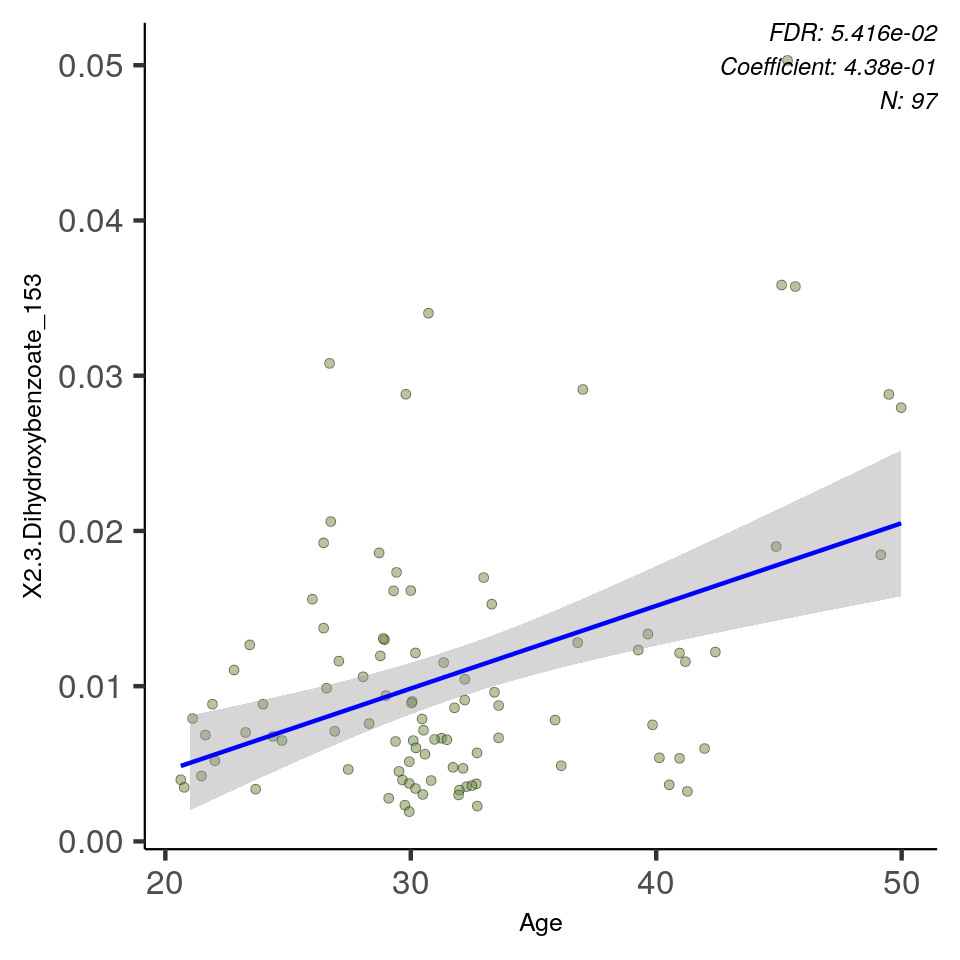 FDR: 5.416e-02
Coefficient: 4.38e-01
N: 97
X2.3.Dihydroxybenzoate_153
0.05
0.04
0.03
0.02
0.01
0.00
20 30 40 50
Age